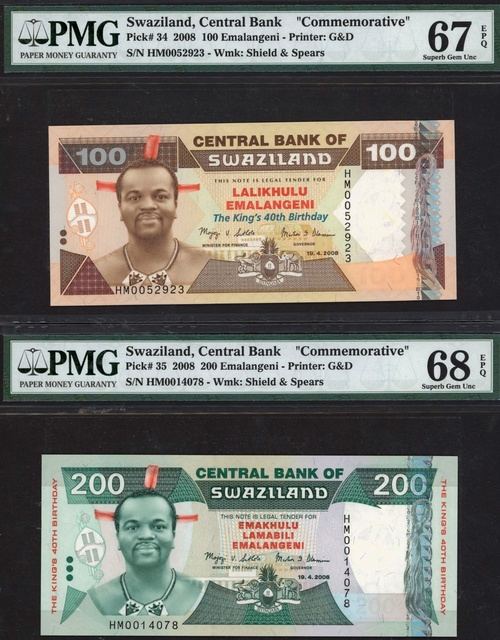 PMG
PAPER MONEY GUARANTY
Swaziland, Central Bank "Commemorative"
Pick# 34 2008 100 Emalangeni - Printer: G&D
S/N HM0052923 - Wmk: Shield & Spears
67 EPQ
Superb Gem Unc
100
CENTRAL BANK OF
SWAZILAND
100
THIS NOTE IS LEGAL TENDER FOR
LALIKHULU
EMALANGENI
The King's 40th Birthday
MINISTER FOR FINANCE
GOVERNOR
19.4.2008
HM0052923
HM0052923
PMG
PAPER MONEY GUARANTY
Swaziland, Central Bank "Commemorative"
Pick# 35 2008 200 Emalangeni - Printer: G&D
S/N HM0014078 - Wmk: Shield & Spears
68 EPQ
Superb Gem Unc
200
CENTRAL BANK OF
SWAZILAND
200
THIS NOTE IS LEGAL TENDER FOR
EMAKHULU
LAMABILI
EMALANGENI
MINISTER FOR FINANCE
GOVERNOR
19.4.2008
THE KING'S 40TH BIRTHDAY
THE KING'S 40TH BIRTHDAY
HM0014078
HM0014078